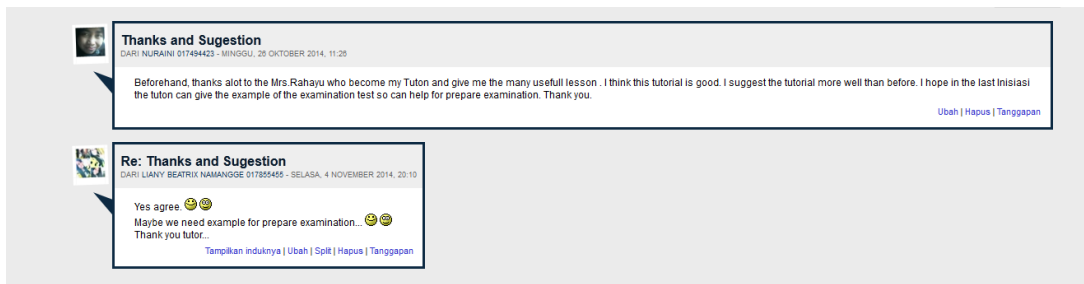 Thanks and Sugestion
DARI NURAINI 017494423 - MINGGU, 26 OKTOBER 2014, 11:26
Beforehand, thanks alot to the Mrs.Rahayu who become my Tuton and give me the many usefull lesson . I think this tutorial is good. I suggest the tutorial more well than before. I hope in the last Inisiasi
the tuton can give the example of the examination test so can help for prepare examination. Thank you.
Ubah | Hapus | Tanggapan
Re: Thanks and Sugestion
DARI LIANY BEATRIX NAMANGGE 017855455 - SELASA, 4 NOVEMBER 2014, 20:10
Yes agree.
Maybe we need example for prepare examination...
Thank you tutor...
Tampilkan induknya | Ubah | Split | Hapus | Tanggapan